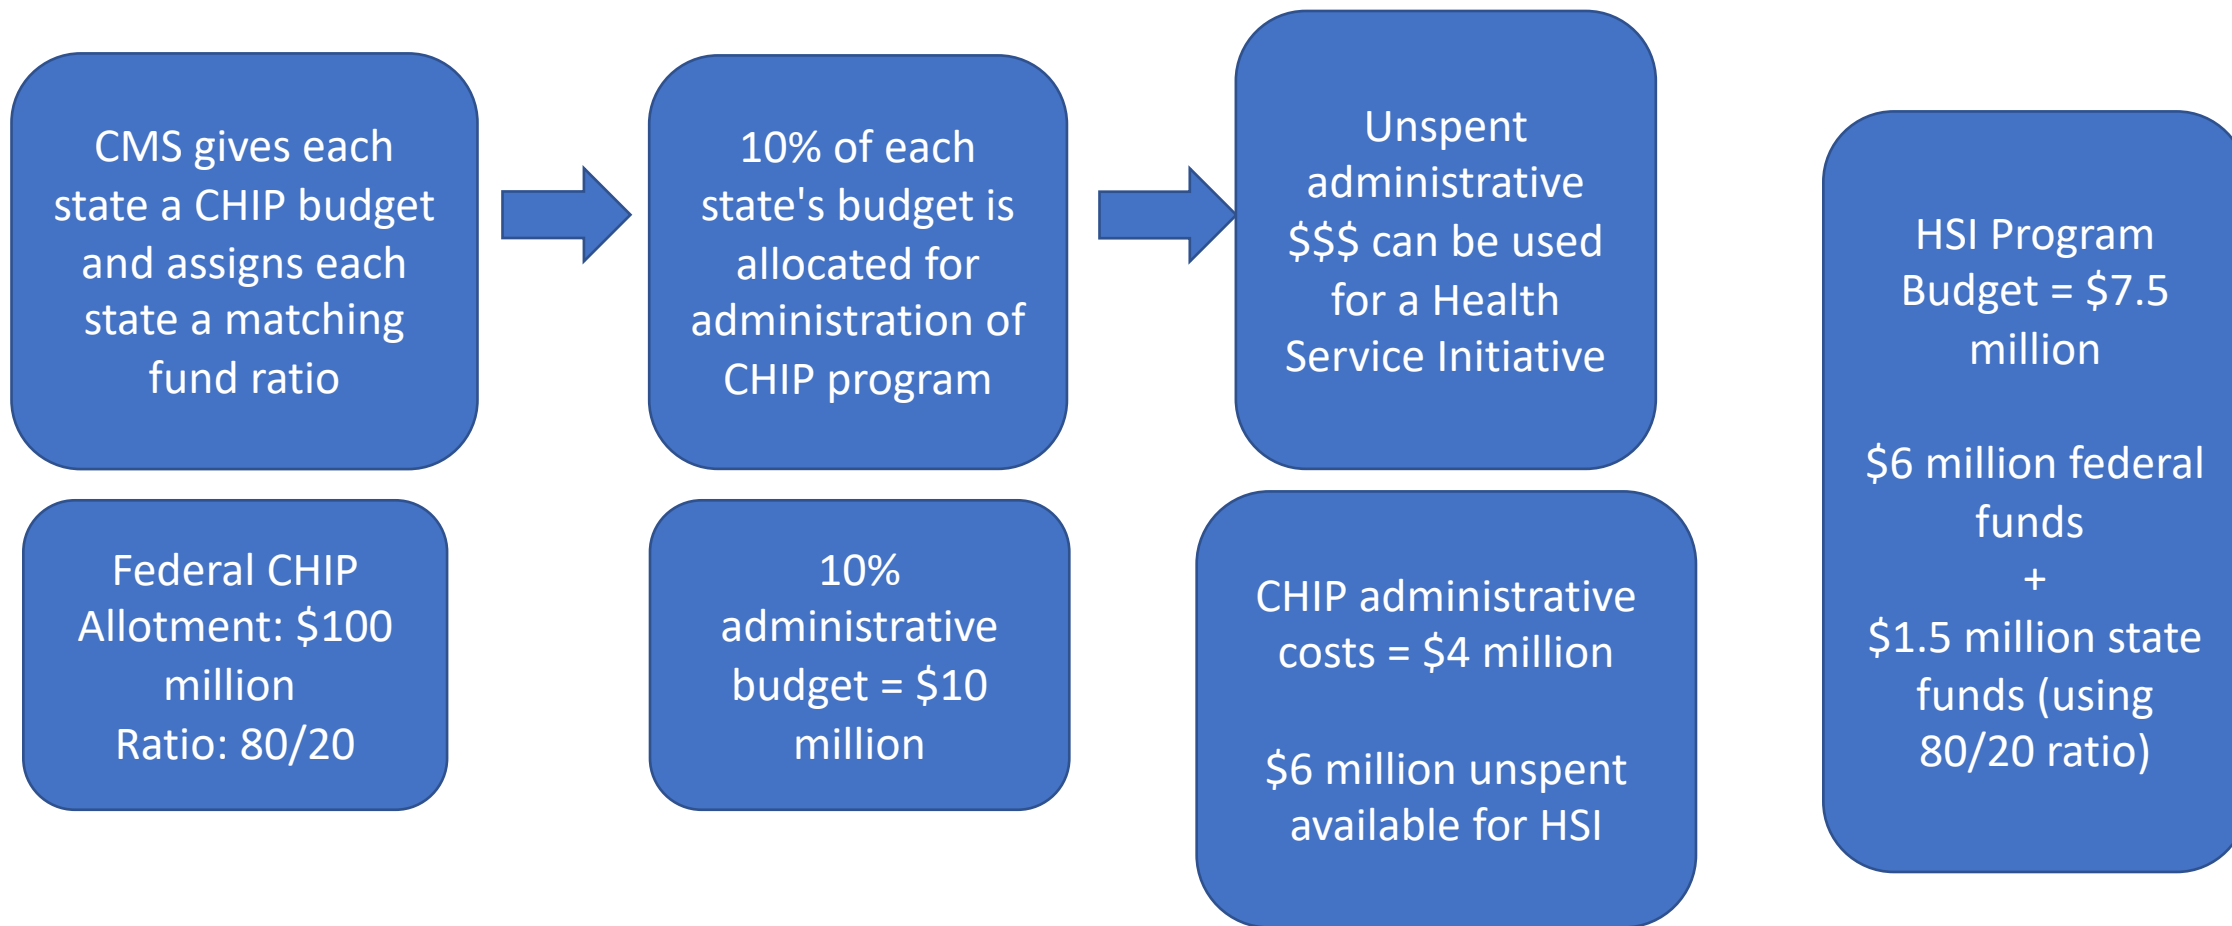 CMS gives each
state a CHIP budget
and assigns each
state a matching
fund ratio
10% of each
state's budget is
allocated for
administration of
CHIP program
Unspent
administrative
$$$ can be used
for a Health
Service Initiative
HSI Program
Budget = $7.5
million
$6 million federal
funds
+
$1.5 million state
funds (using
80/20 ratio)
Federal CHIP
Allotment: $100
million
Ratio: 80/20
10%
administrative
budget = $10
million
CHIP administrative
costs = $4 million
$6 million unspent
available for HSI